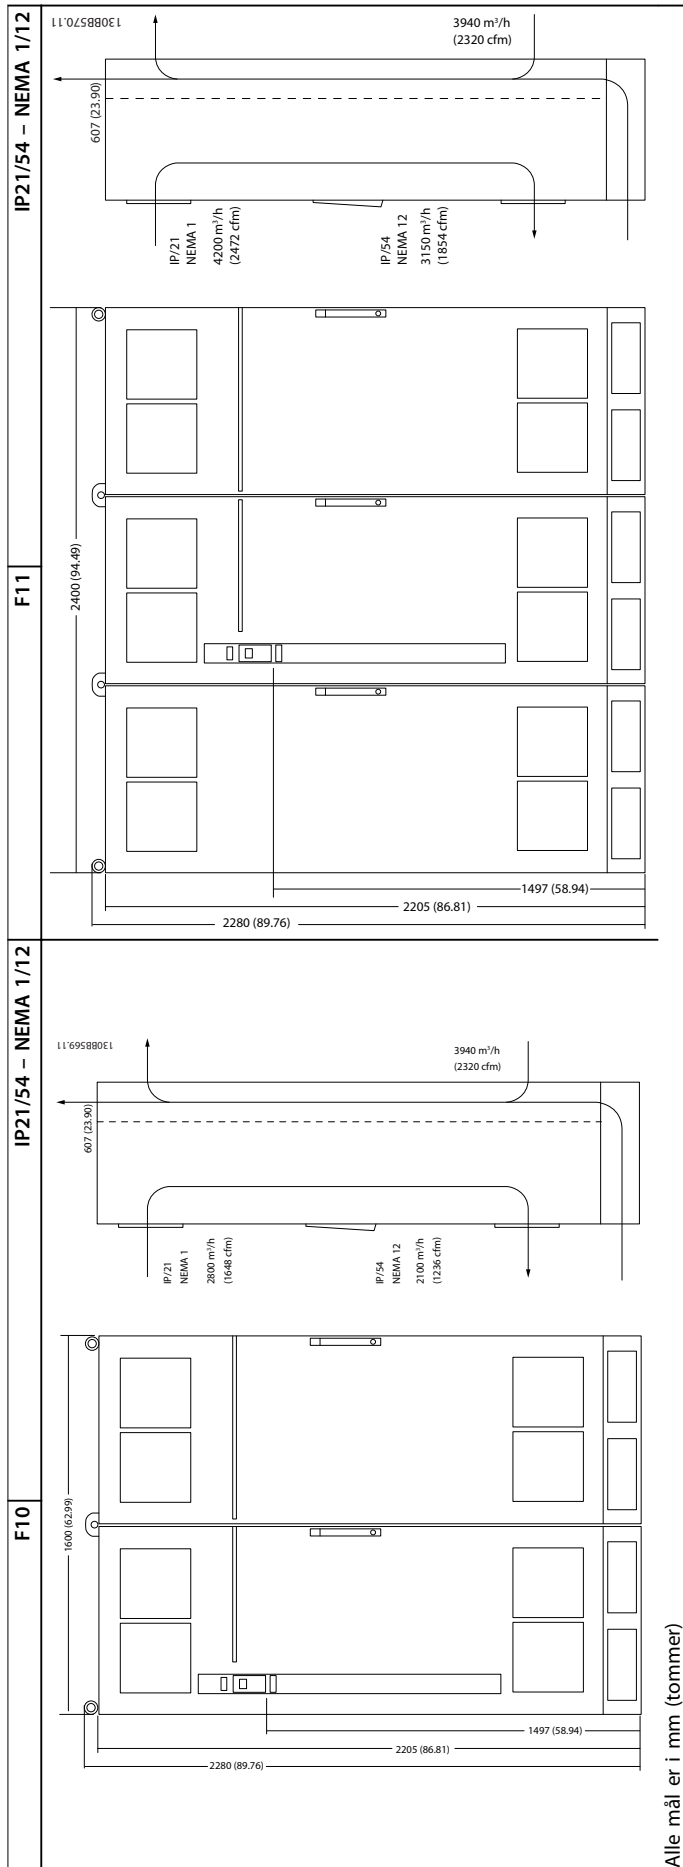 F10
IP21/54 – NEMA 1/12
F11
IP21/54 – NEMA 1/12
130BB569.11
1600 (62.99)
2280 (89.76)
2205 (86.81)
1497 (58.94)
607 (23.90)
IP/21
NEMA 1
2800 m³/h
(1648 cfm)
IP/54
NEMA 12
2100 m³/h
(1236 cfm)
3940 m³/h
(2320 cfm)
130BB570.11
2400 (94.49)
2280 (89.76)
2205 (86.81)
1497 (58.94)
607 (23.90)
IP/21
NEMA 1
4200 m³/h
(2472 cfm)
IP/54
NEMA 12
3150 m³/h
(1854 cfm)
3940 m³/h
(2320 cfm)
Alle mål er i mm (tommer)